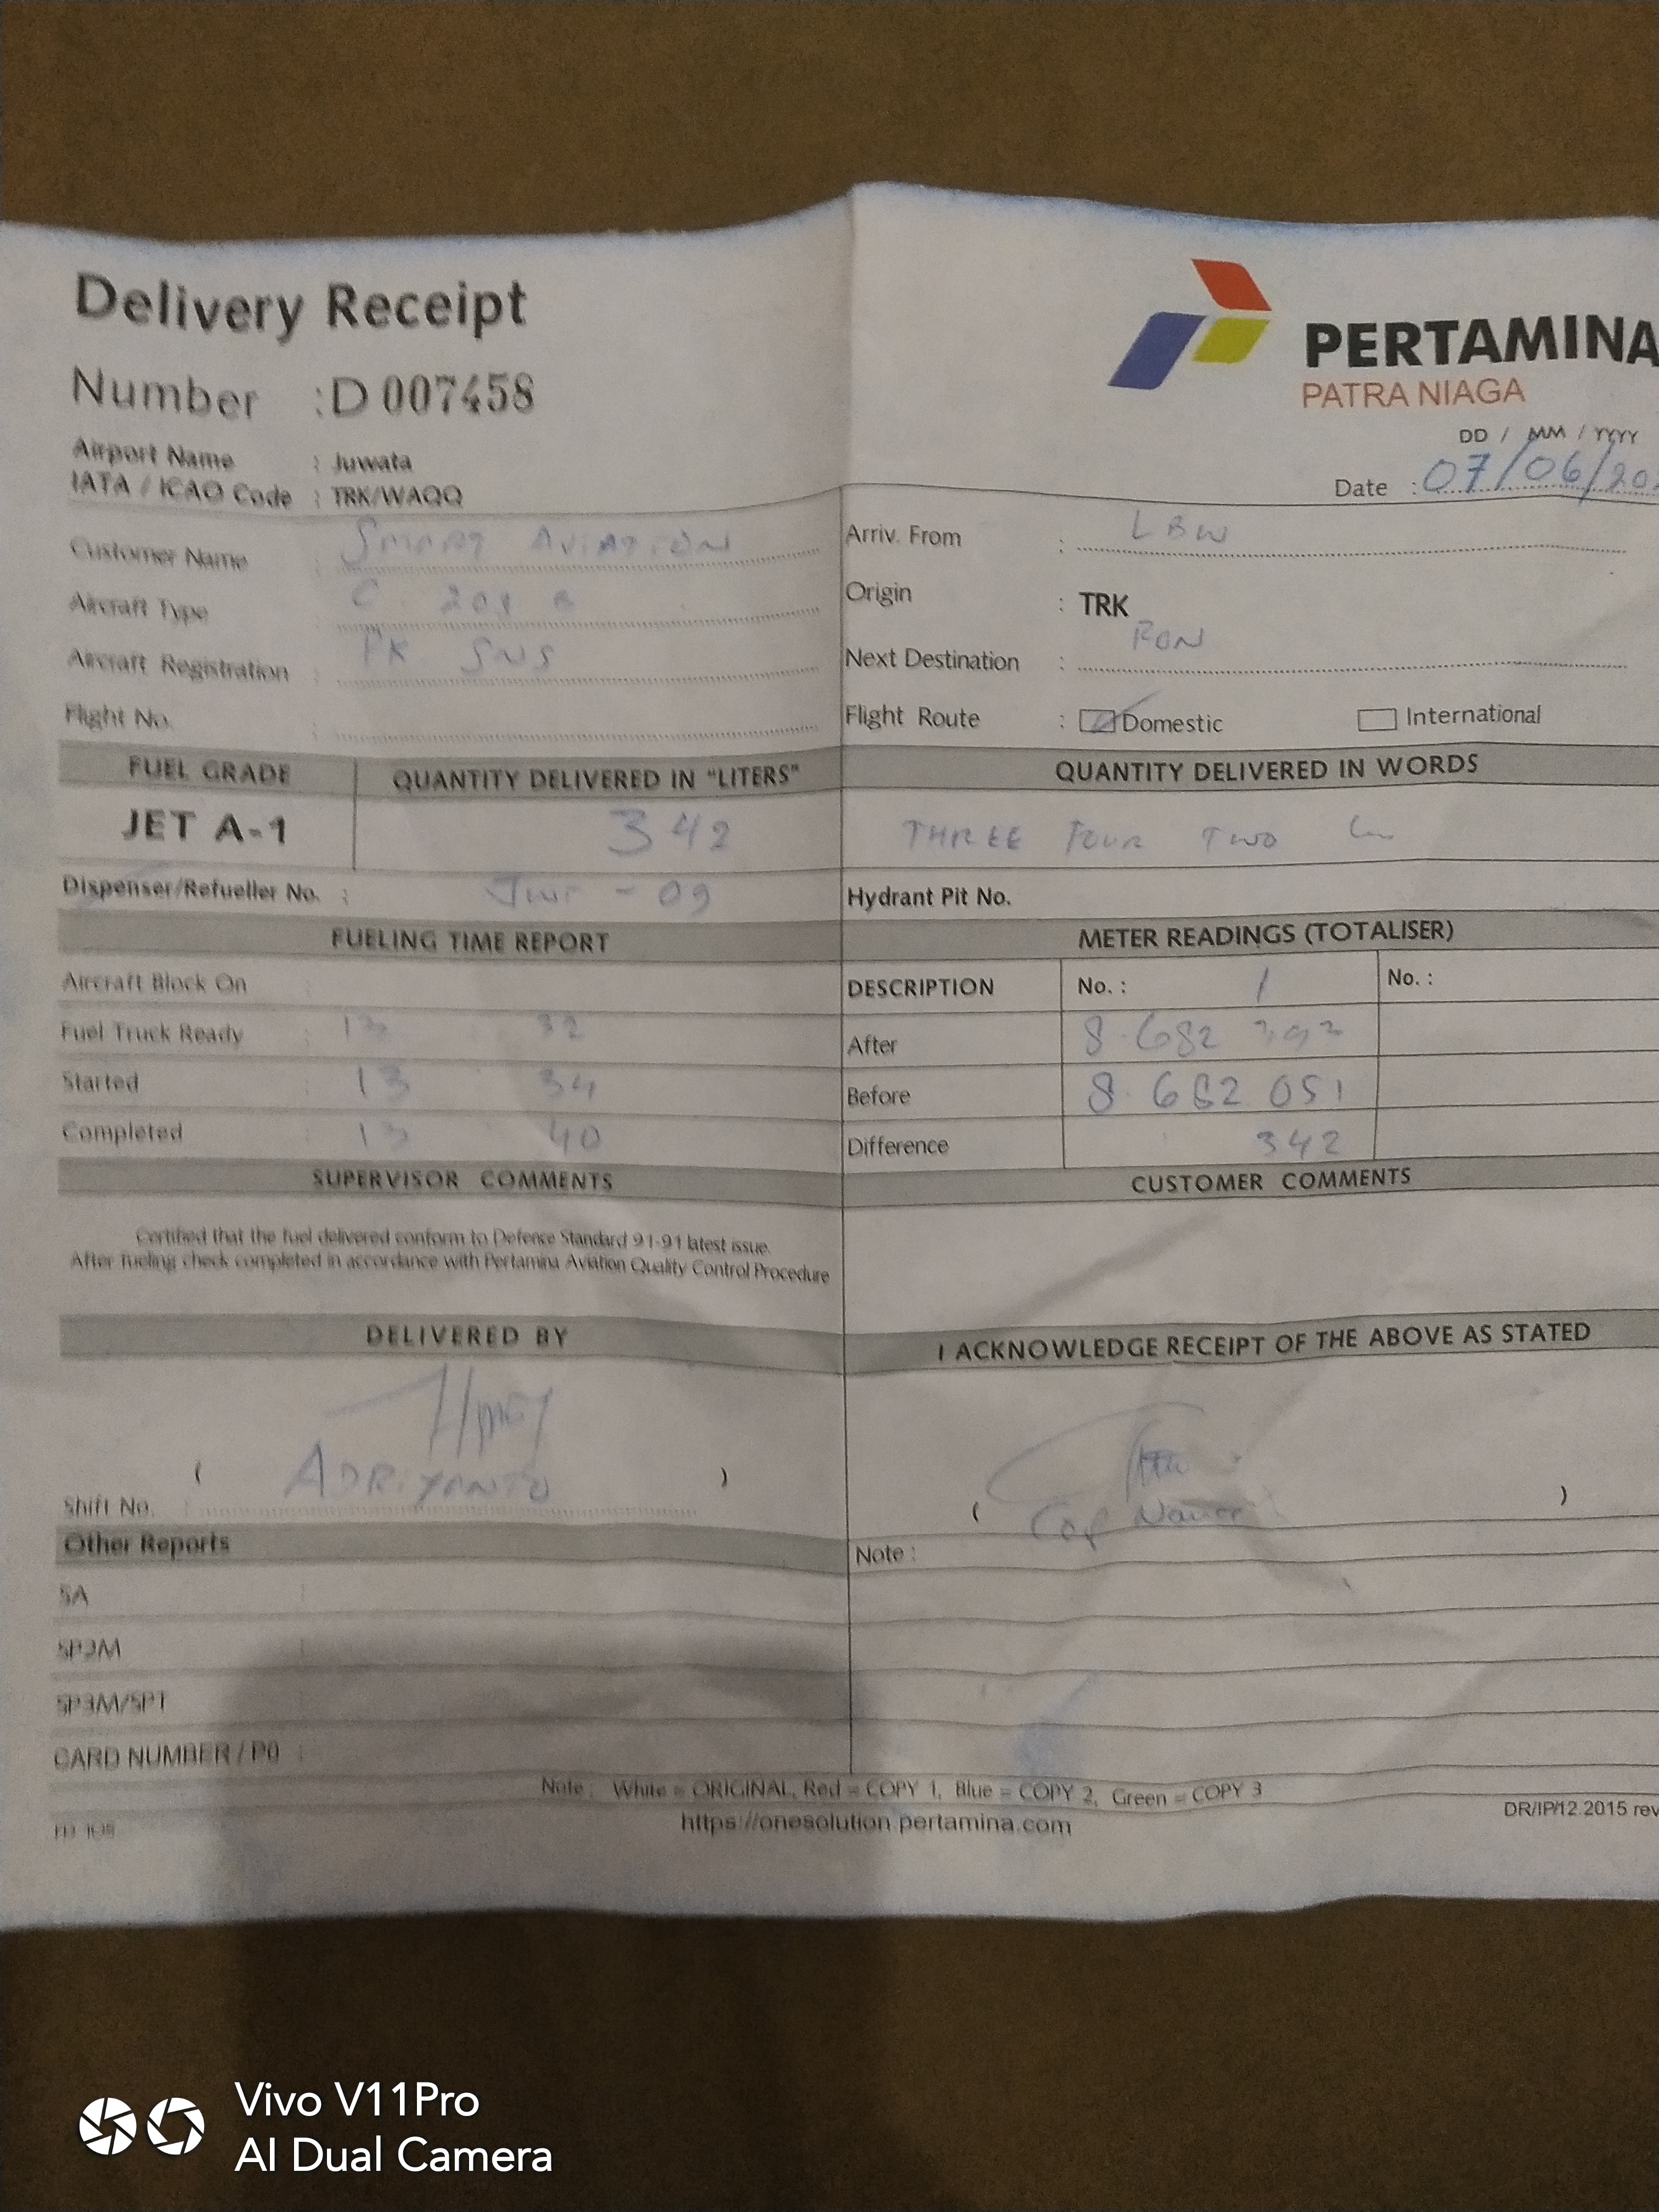 Delivery Receipt
PERTAMINA
PATRA NIAGA
Number : D 007458
DD / MM / YYYY
Date : 07/06/20
Airport Name : Juwata
IATA / ICAO Code : TRK/WAQQ
Customer Name : SMART AVIATION
Arriv. From : LBW
Aircraft Type : C 208 B
Origin : TRK
Aircraft Registration : PK SNS
Next Destination : RON
Flight No. :
Flight Route : Domestic International
FUEL GRADE QUANTITY DELIVERED IN "LITERS" QUANTITY DELIVERED IN WORDS
JET A-1 342 THREE FOUR TWO
Dispenser/Refueller No. : - 09 Hydrant Pit No.
FUELING TIME REPORT METER READINGS (TOTALISER)
Aircraft Block On : DESCRIPTION No. : 1 No. :
Fuel Truck Ready : 13 32 After 8.682
Started : 13 34 Before 8.682 051
Completed : 13 40 Difference 342
SUPERVISOR COMMENTS CUSTOMER COMMENTS
Certified that the fuel delivered conform to Defence Standard 91-91 latest issue.
After fueling check completed in accordance with Pertamina Aviation Quality Control Procedure
DELIVERED BY I ACKNOWLEDGE RECEIPT OF THE ABOVE AS STATED
( ADRIYANTO )
Shift No. :
( )
Other Reports Note :
SA :
SP2M
SP3M/SPT
CARD NUMBER / PO :
Note : White = ORIGINAL, Red = COPY 1, Blue = COPY 2, Green = COPY 3
https://onesolution.pertamina.com
DR/IP/12.2015 rev
Vivo V11Pro
AI Dual Camera